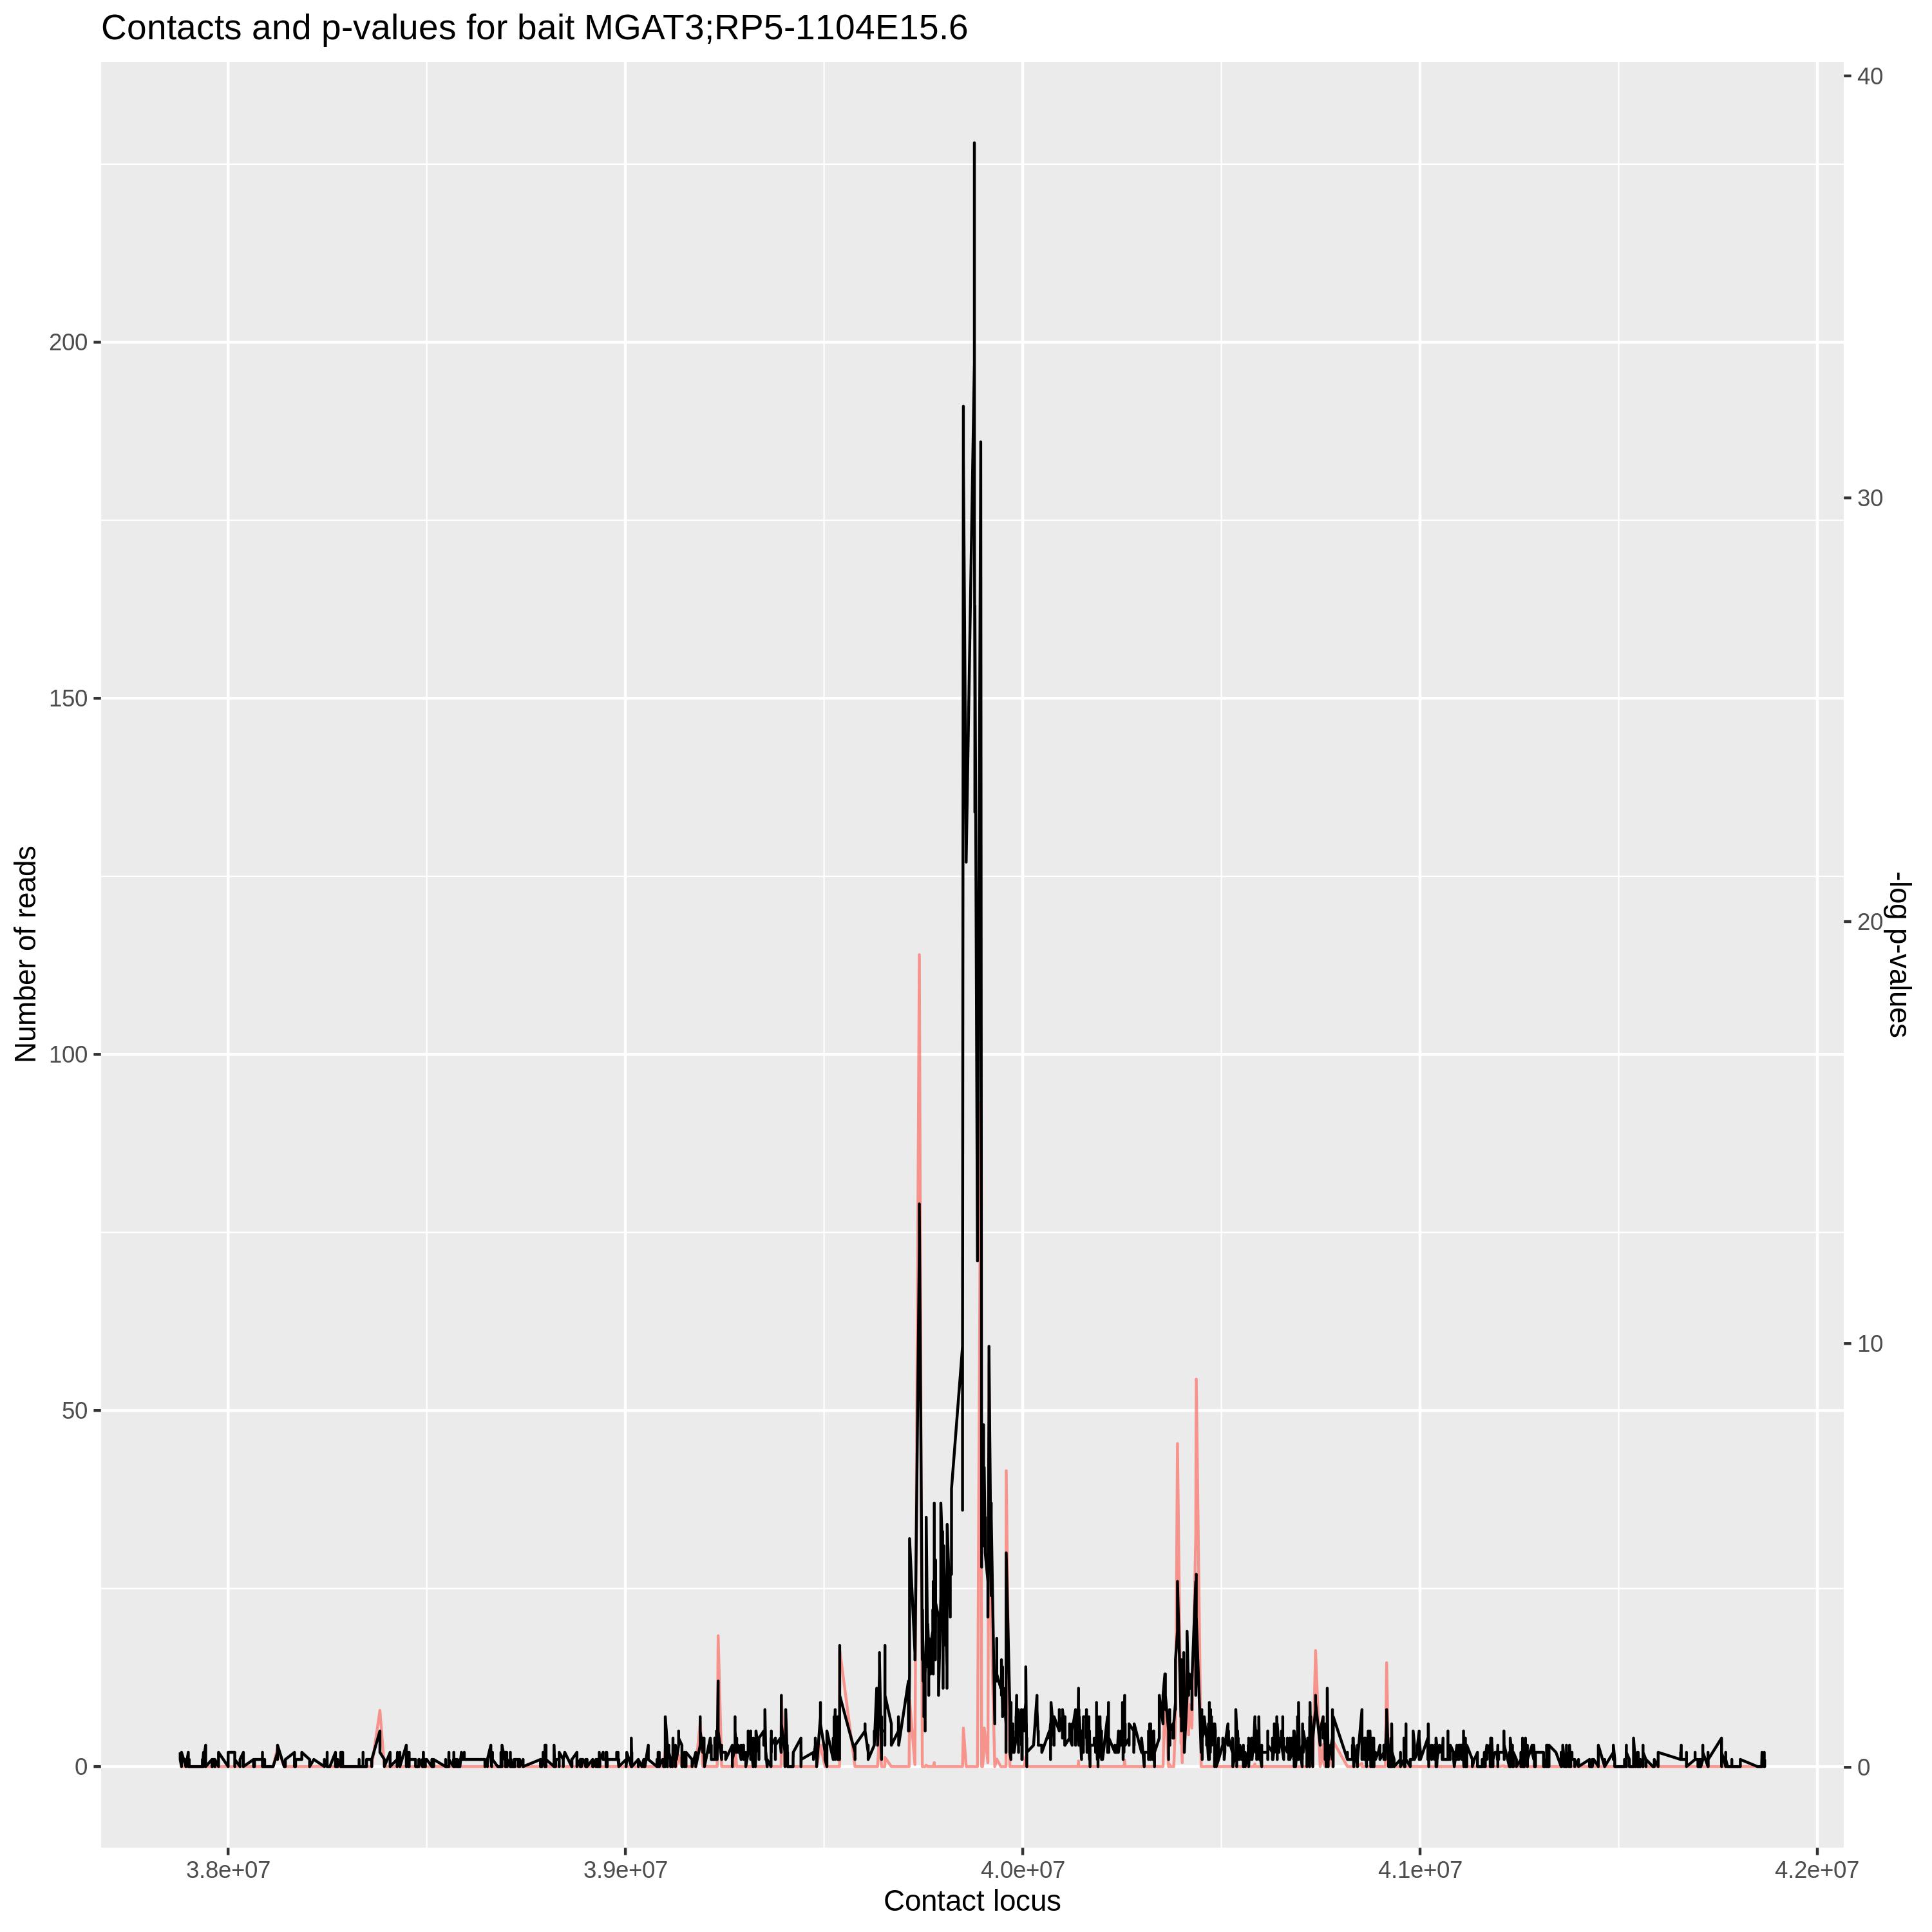 Contacts and p-values for bait MGAT3;RP5-1104E15.6
40
200
30
150
20
Number of reads
-log p-values
100
10
50
0
0
3.8e+07 3.9e+07 4.0e+07 4.1e+07 4.2e+07
Contact locus